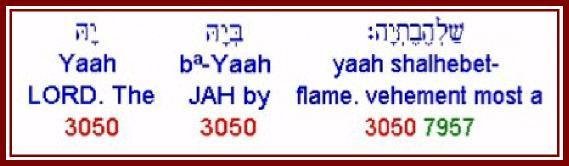 שַׁלְהֶבֶתְיָה׃ בְּיָהּ יָהּ
Yaah bª-Yaah yaah shalhebet-
LORD. The JAH by flame. vehement most a
3050 3050 3050 7957